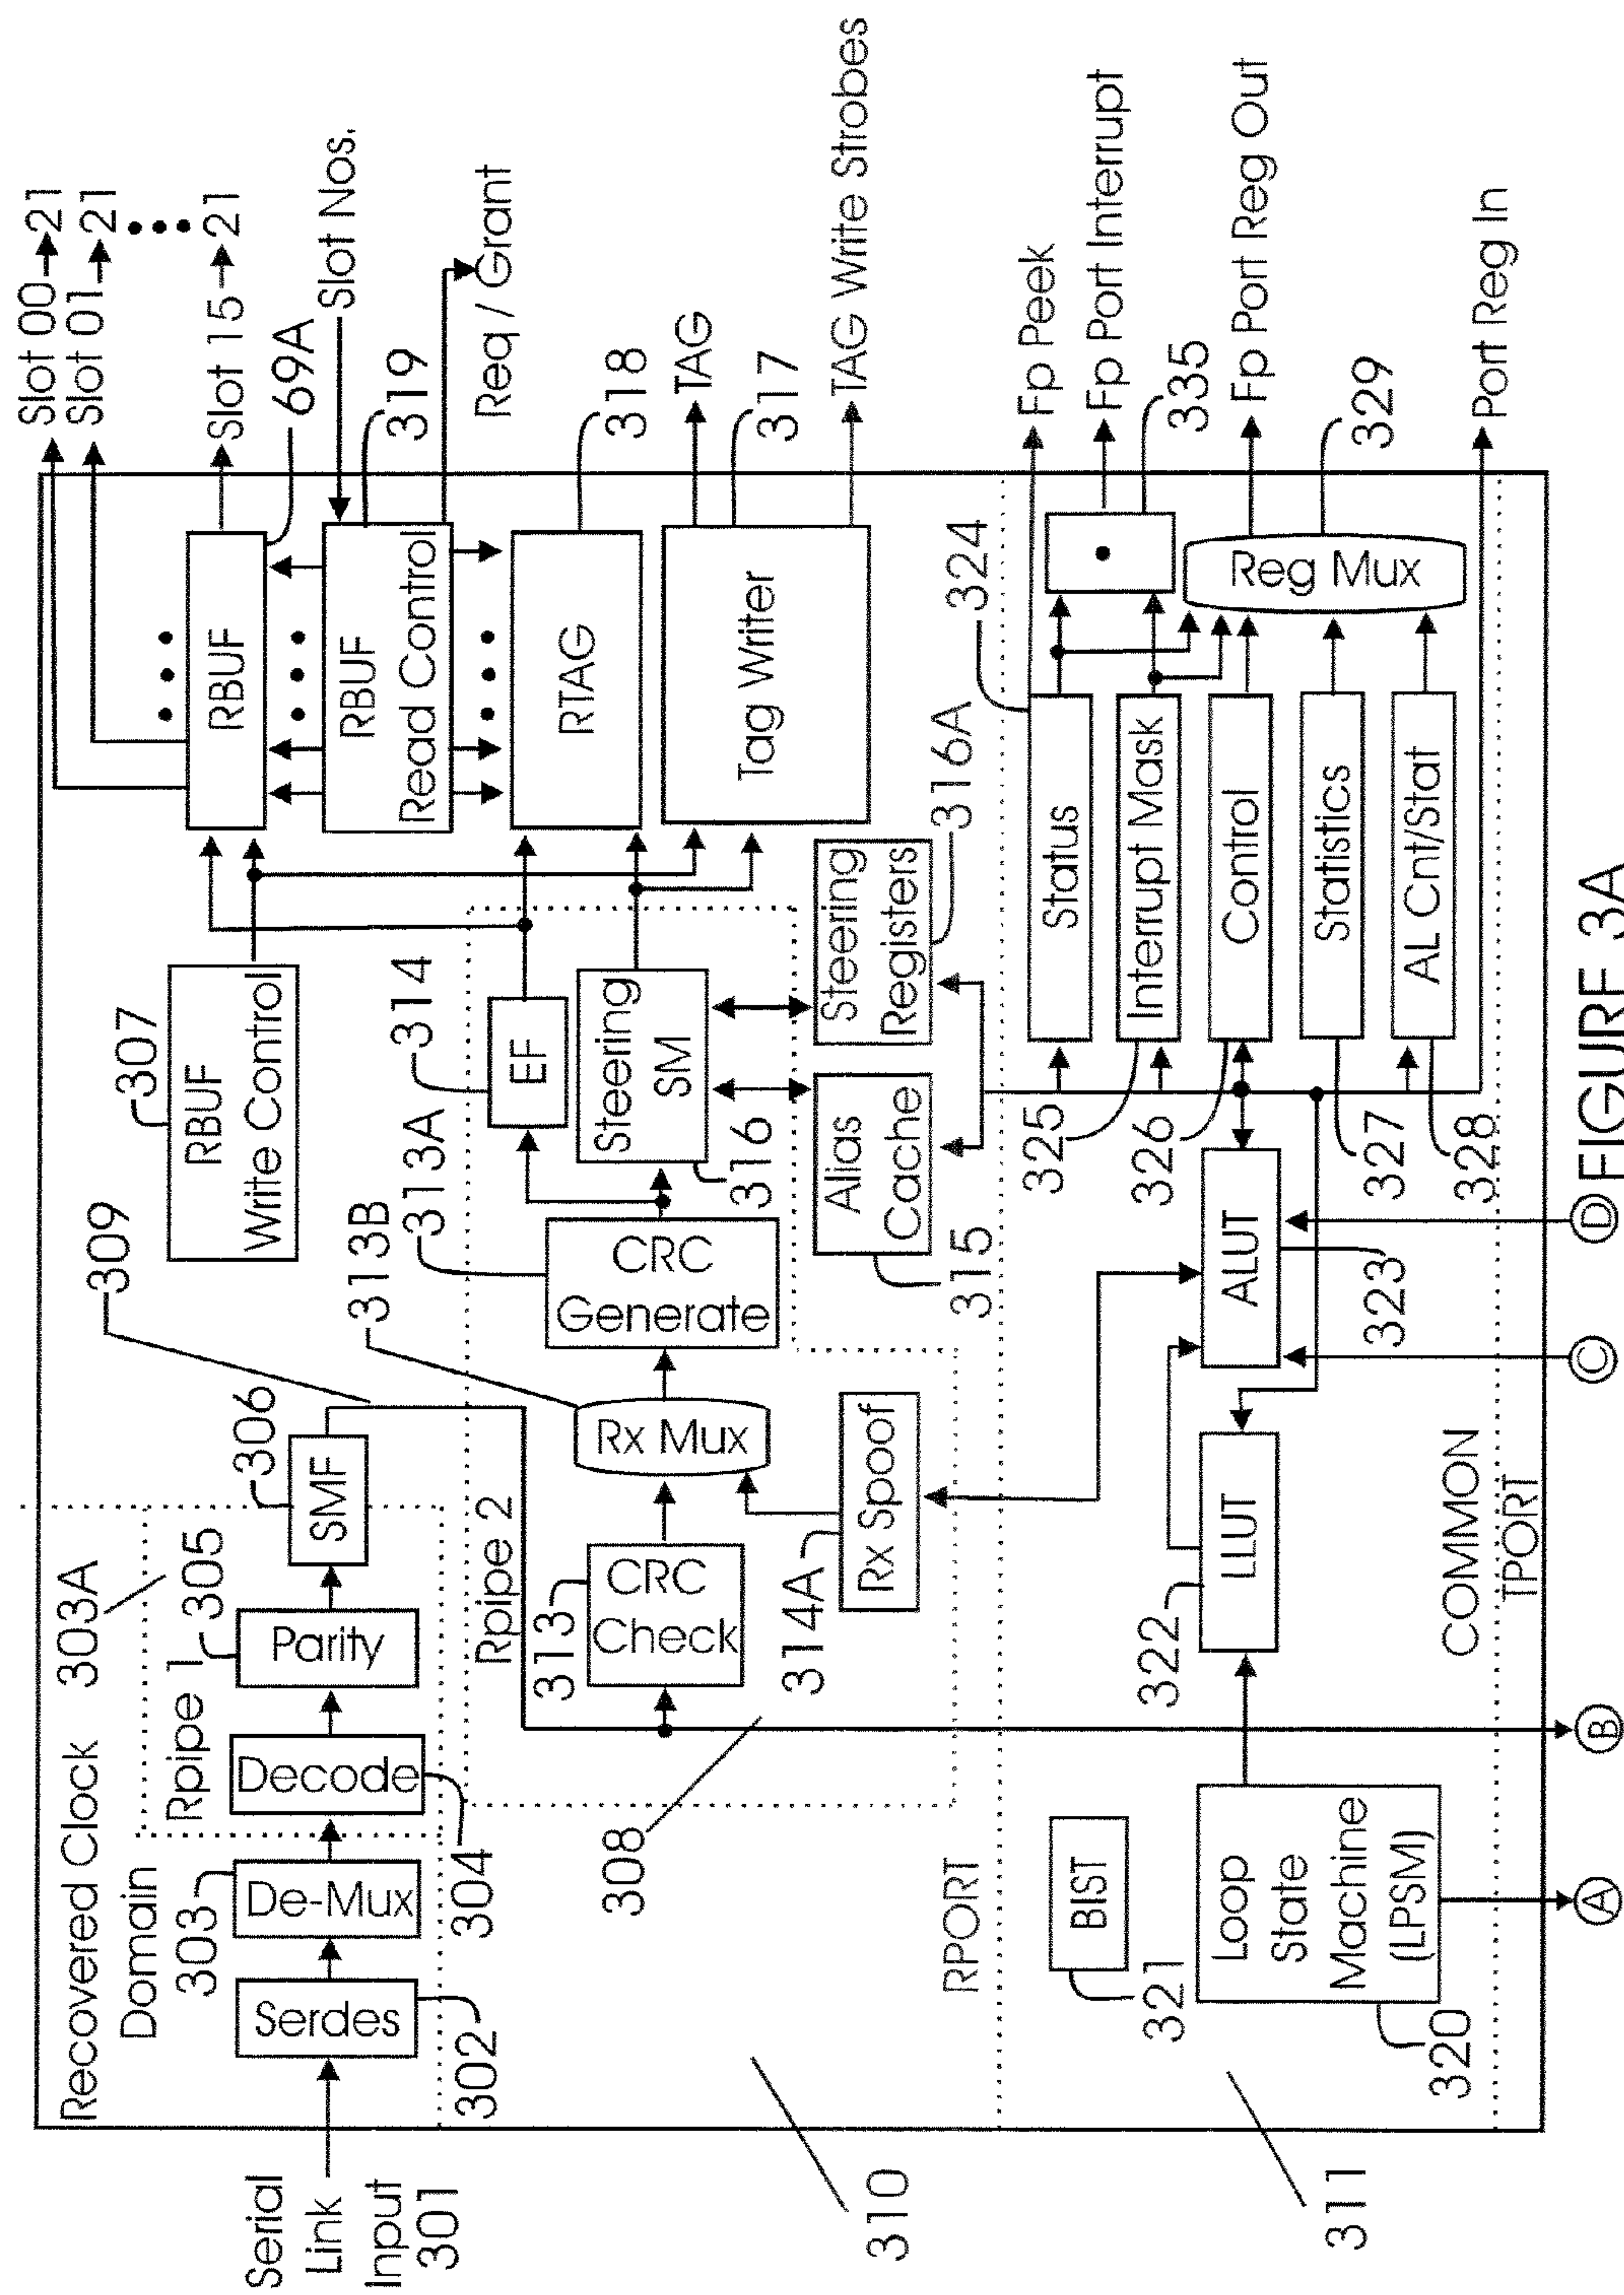 Recovered Clock
Domain
303A
Rpipe 1
305
306
309
303
304
302
Serial
Link
Input
301
Serdes
De-Mux
Decode
Parity
SMF
307
RBUF
Write Control
RBUF
Slot 00
21
Slot 01
21
Slot 15
21
69A
RBUF
Read Control
319
Slot Nos.
Req / Grant
RTAG
318
Tag Writer
TAG
317
TAG Write Strobes
Rpipe 2
313
CRC
Check
313B
Rx Mux
313A
CRC
Generate
314
EF
Steering
SM
316
Alias
Cache
315
Steering
Registers
316A
314A
Rx Spoof
308
310
RPORT
BIST
321
Loop
State
Machine
(LPSM)
320
311
322
LLUT
ALUT
323
COMMON
TPORT
324
Status
325
Interrupt Mask
326
Control
327
Statistics
328
AL Cnt/Stat
Reg Mux
329
335
Fp Peek
Fp Port Interrupt
Fp Port Reg Out
Port Reg In
A
B
C
D
FIGURE 3A